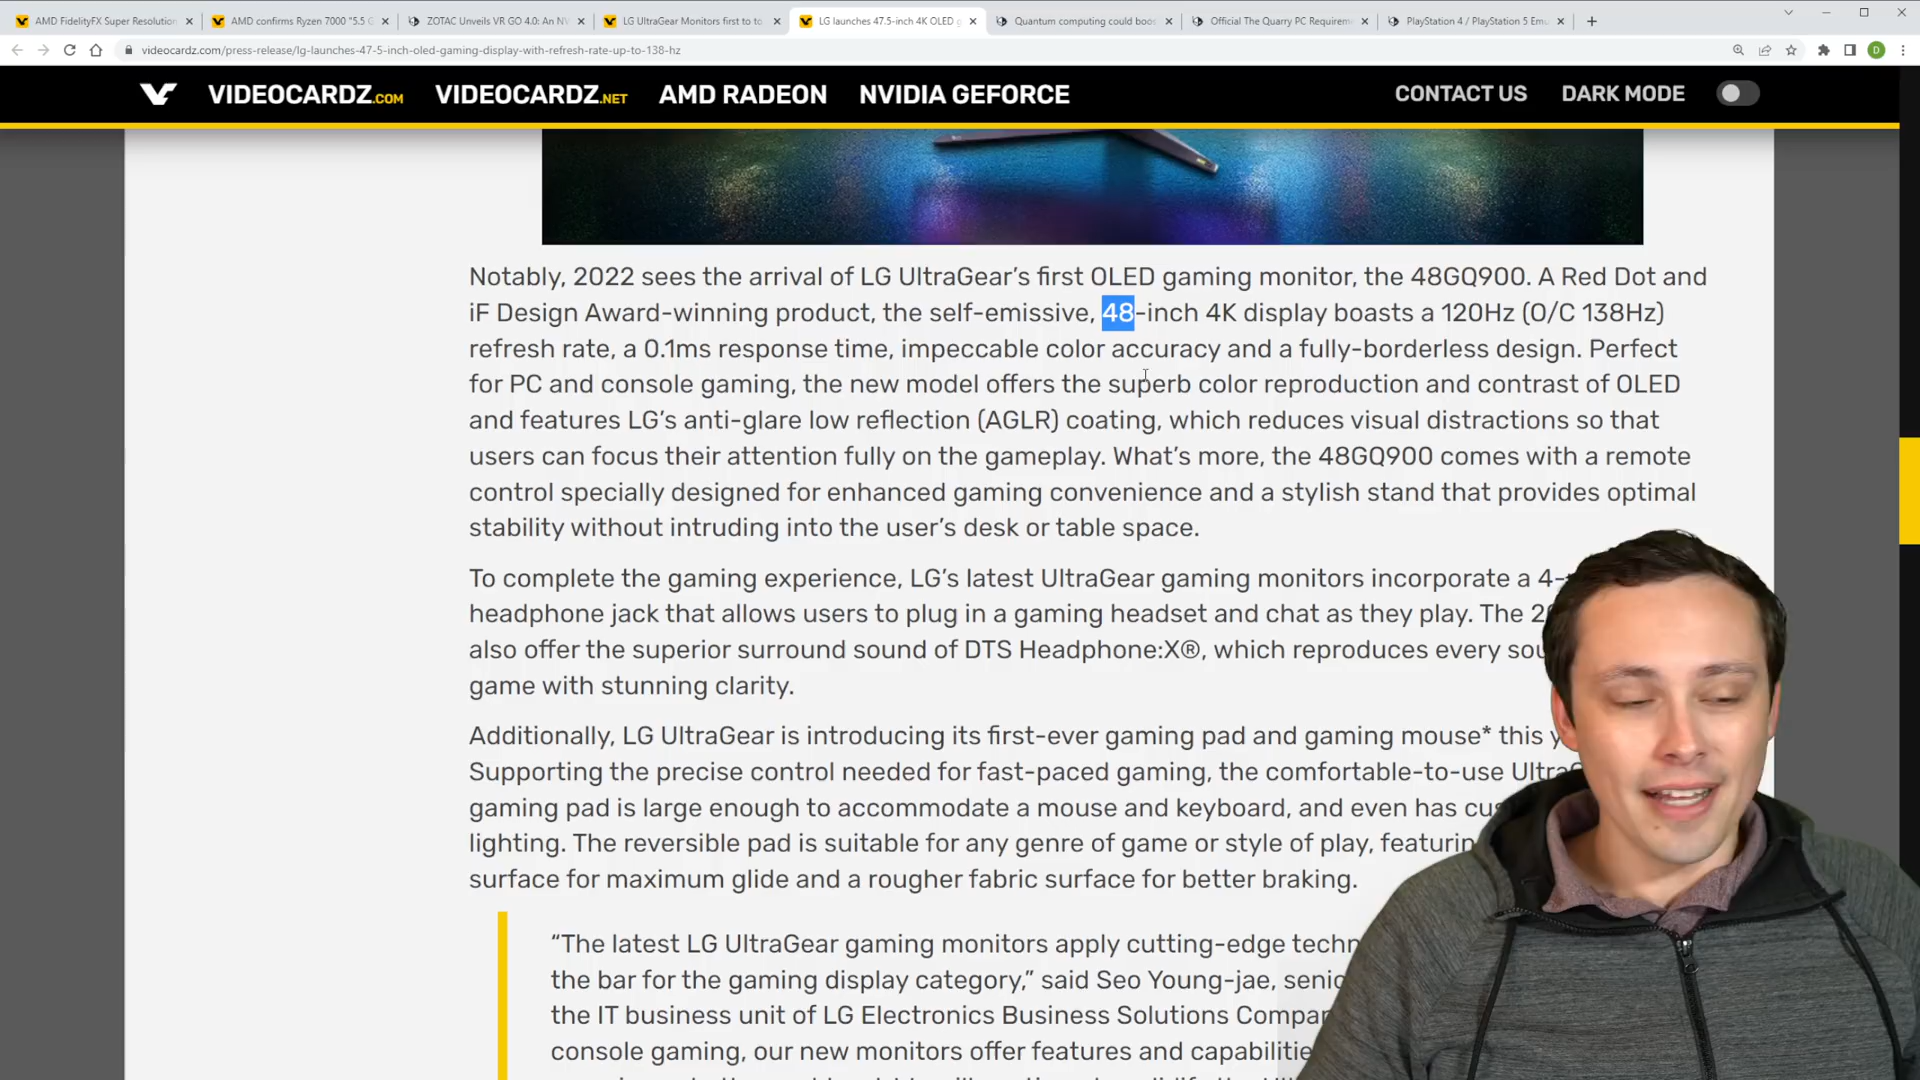 AMD FidelityFX Super Resolution
AMD confirms Ryzen 7000 "5.5 G
ZOTAC Unveils VR GO 4.0: An NV
LG UltraGear Monitors first to to
LG launches 47.5-inch 4K OLED g
Quantum computing could boos
Official The Quarry PC Requireme
PlayStation 4 / PlayStation 5 Emu
videocardz.com/press-release/lg-launches-47-5-inch-oled-gaming-display-with-refresh-rate-up-to-138-hz
D
VIDEOCARDZ.COM VIDEOCARDZ.NET AMD RADEON NVIDIA GEFORCE CONTACT US DARK MODE
Notably, 2022 sees the arrival of LG UltraGear’s first OLED gaming monitor, the 48GQ900. A Red Dot and
iF Design Award-winning product, the self-emissive, 48-inch 4K display boasts a 120Hz (O/C 138Hz)
refresh rate, a 0.1ms response time, impeccable color accuracy and a fully-borderless design. Perfect
for PC and console gaming, the new model offers the superb color reproduction and contrast of OLED
and features LG’s anti-glare low reflection (AGLR) coating, which reduces visual distractions so that
users can focus their attention fully on the gameplay. What’s more, the 48GQ900 comes with a remote
control specially designed for enhanced gaming convenience and a stylish stand that provides optimal
stability without intruding into the user’s desk or table space.
To complete the gaming experience, LG’s latest UltraGear gaming monitors incorporate a 4-
headphone jack that allows users to plug in a gaming headset and chat as they play. The 2
also offer the superior surround sound of DTS Headphone:X®, which reproduces every sou
game with stunning clarity.
Additionally, LG UltraGear is introducing its first-ever gaming pad and gaming mouse* this y
Supporting the precise control needed for fast-paced gaming, the comfortable-to-use UltraG
gaming pad is large enough to accommodate a mouse and keyboard, and even has cus
lighting. The reversible pad is suitable for any genre of game or style of play, featurin
surface for maximum glide and a rougher fabric surface for better braking.
“The latest LG UltraGear gaming monitors apply cutting-edge techn
the bar for the gaming display category,” said Seo Young-jae, senio
the IT business unit of LG Electronics Business Solutions Compan
console gaming, our new monitors offer features and capabilitie